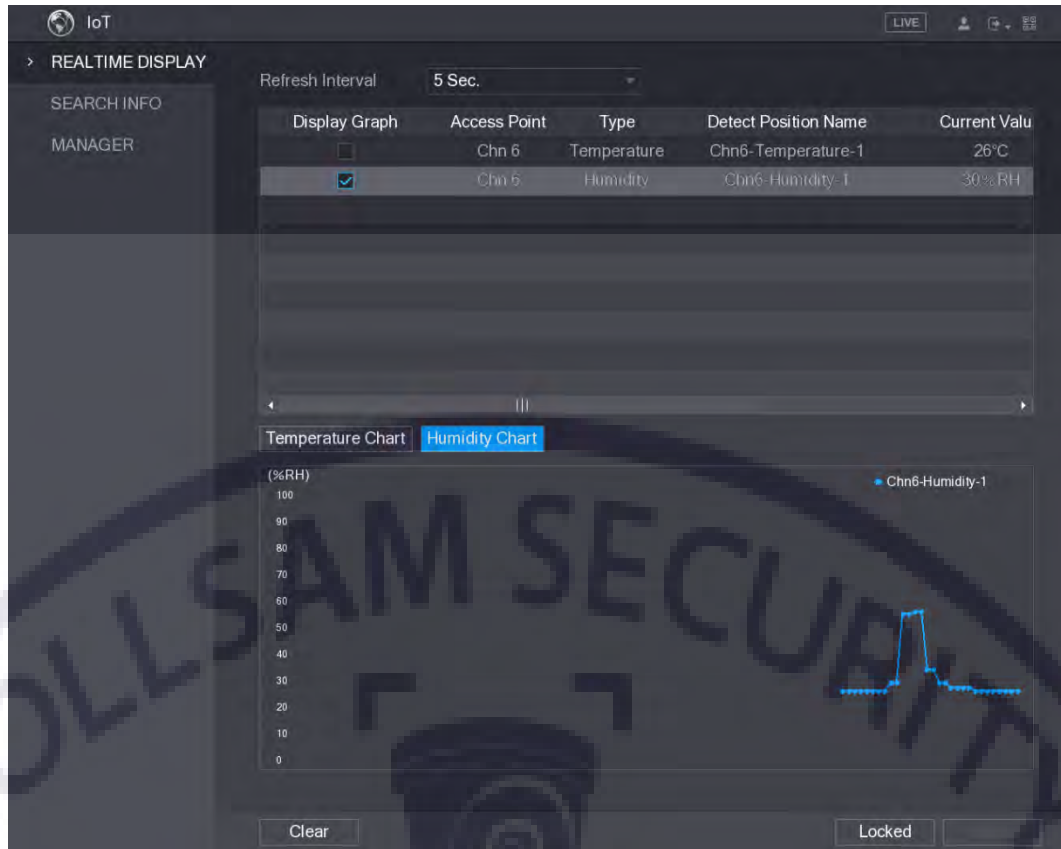 IoT
LIVE
REALTIME DISPLAY
SEARCH INFO
MANAGER
Refresh Interval 5 Sec.
Display Graph Access Point Type Detect Position Name Current Valu
Chn 6 Temperature Chn6-Temperature-1 26°C
Chn 6 Humidity Chn6-Humidity-1 30%RH
Temperature Chart Humidity Chart
(%RH)
Chn6-Humidity-1
100
90
80
70
60
50
40
30
20
10
0
Clear Locked
OLLSAM SECURITY